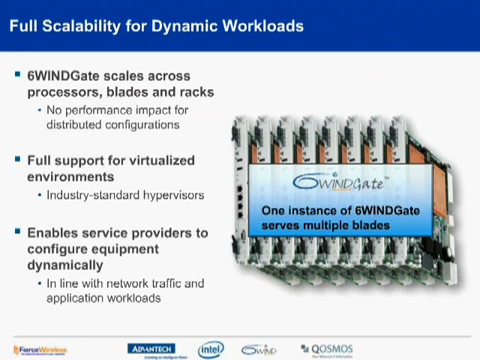 Full Scalability for Dynamic Workloads
6WINDGate scales across
processors, blades and racks
No performance impact for
distributed configurations
Full support for virtualized
environments
Industry-standard hypervisors
Enables service providers to
configure equipment
dynamically
In line with network traffic and
application workloads
6WINDGate™
One instance of 6WINDGate
serves multiple blades
FierceWireless
ADVANTECH
intel
6WIND
QOSMOS